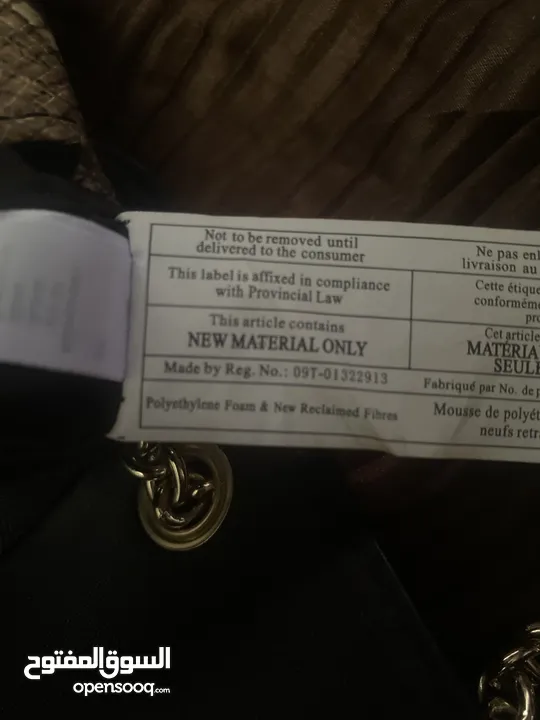 Not to be removed until
delivered to the consumer
This label is affixed in compliance
with Provincial Law
This article contains
NEW MATERIAL ONLY
Made by Reg. No.: 09T-01322913
Polyethylene Foam & New Reclaimed Fibres
Ne pas enl
livraison au
Cette étique
conforméme
pro
Cet article
MATÉRIA
SEULE
Fabriqué par No. de p
Mousse de polyét
neufs retr
السوق المفتوح
opensooq.com